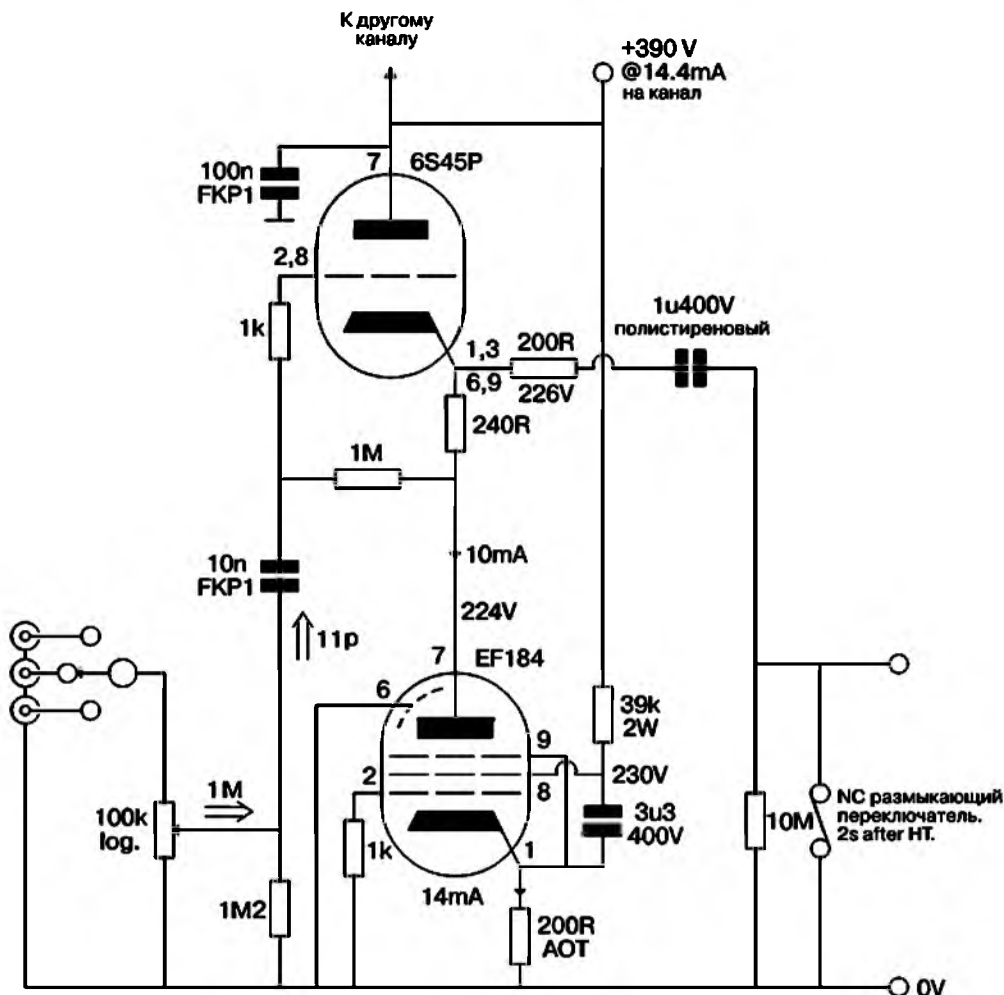 К другому
каналу
+390 V
@14.4mA
на канал
7
6S45P
100n
FKP1
2,8
1k
1u400V
полистиреновый
1,3
200R
6,9
226V
240R
1M
10mA
10n
FKP1
224V
11p
7
EF184
6
39k
2W
9
2
230V
8
1M
100k
log.
3u3
400V
10M
NC размыкающий
переключатель.
2s after HT.
1k
1
14mA
1M2
200R
AOT
0V